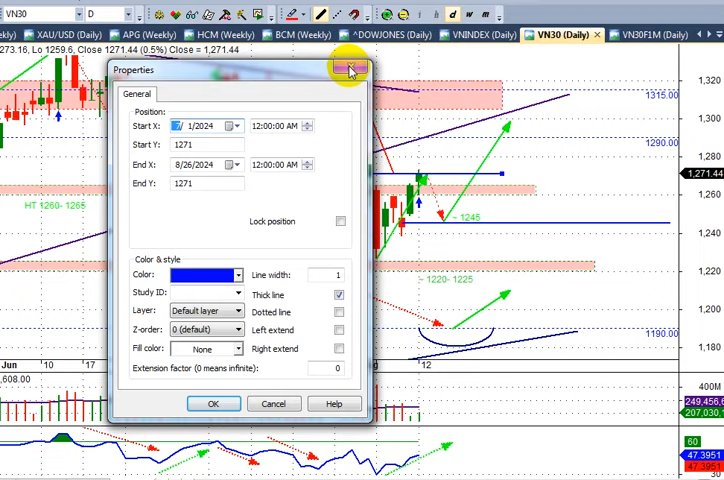 VN30 D
ekly) XAU/USD (Daily) APG (Weekly) HCM (Weekly) BCM (Weekly) ^DOWJONES (Daily) VNINDEX (Daily) VN30 (Daily) VN30F1M (Daily)
273.16, Lo 1259.6, Close 1271.44 (0.5%) Close = 1,271.44
Properties
General
Position:
Start X: 7/ 1/2024 12:00:00 AM
Start Y: 1271
End X: 8/26/2024 12:00:00 AM
End Y: 1271
Lock position
Color & style
Color: Line width: 1
Study ID: Thick line
Layer: Default layer Dotted line
Z-order: 0 (default) Left extend
Fill color: None Right extend
Extension factor (0 means infinite) 0
OK Cancel Help
1,320
1315.00
1,300
1290.00
1,280
1,271.44
1,260
HT 1260- 1265
~ 1245
1,240
1,220
~ 1220- 1225
1,200
1190.00
1,180
Jun 10 17 12
,608.00
400M
249,456,6
207,030,
60
47.3951
47.3951
30